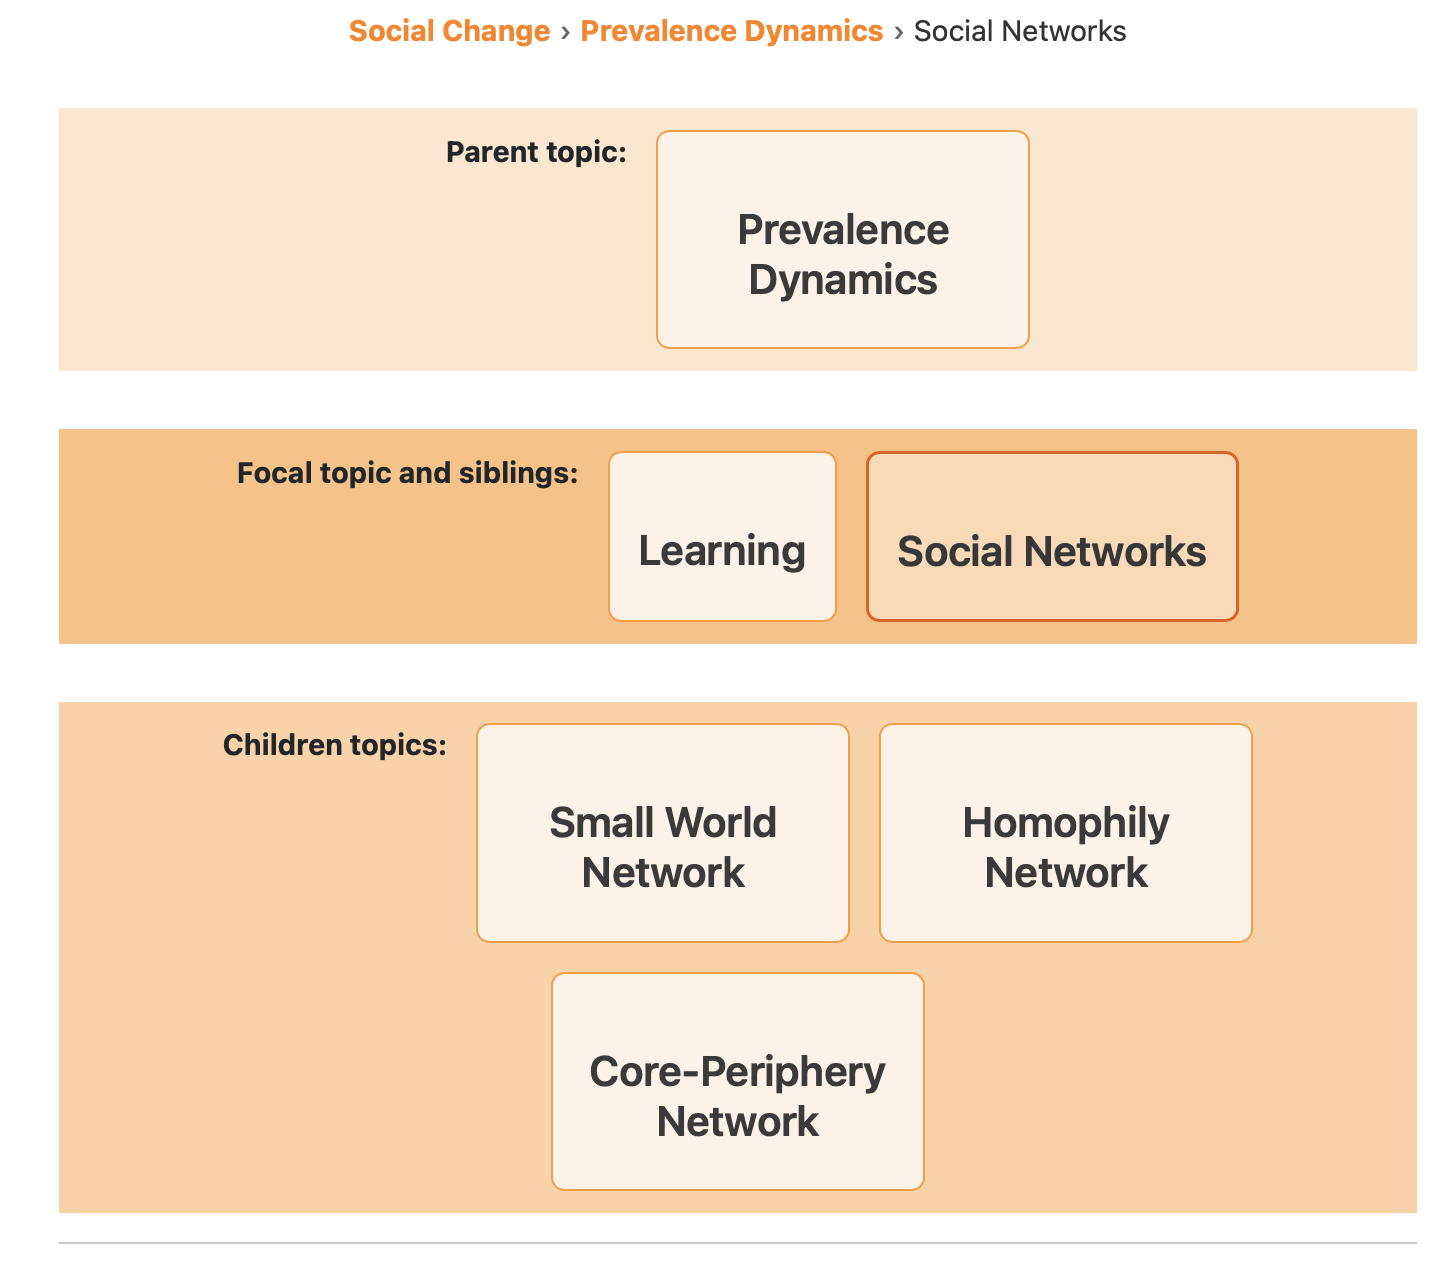 Social Change › Prevalence Dynamics › Social Networks
Parent topic:
Prevalence
Dynamics
Focal topic and siblings:
Learning
Social Networks
Children topics:
Small World
Network
Homophily
Network
Core-Periphery
Network